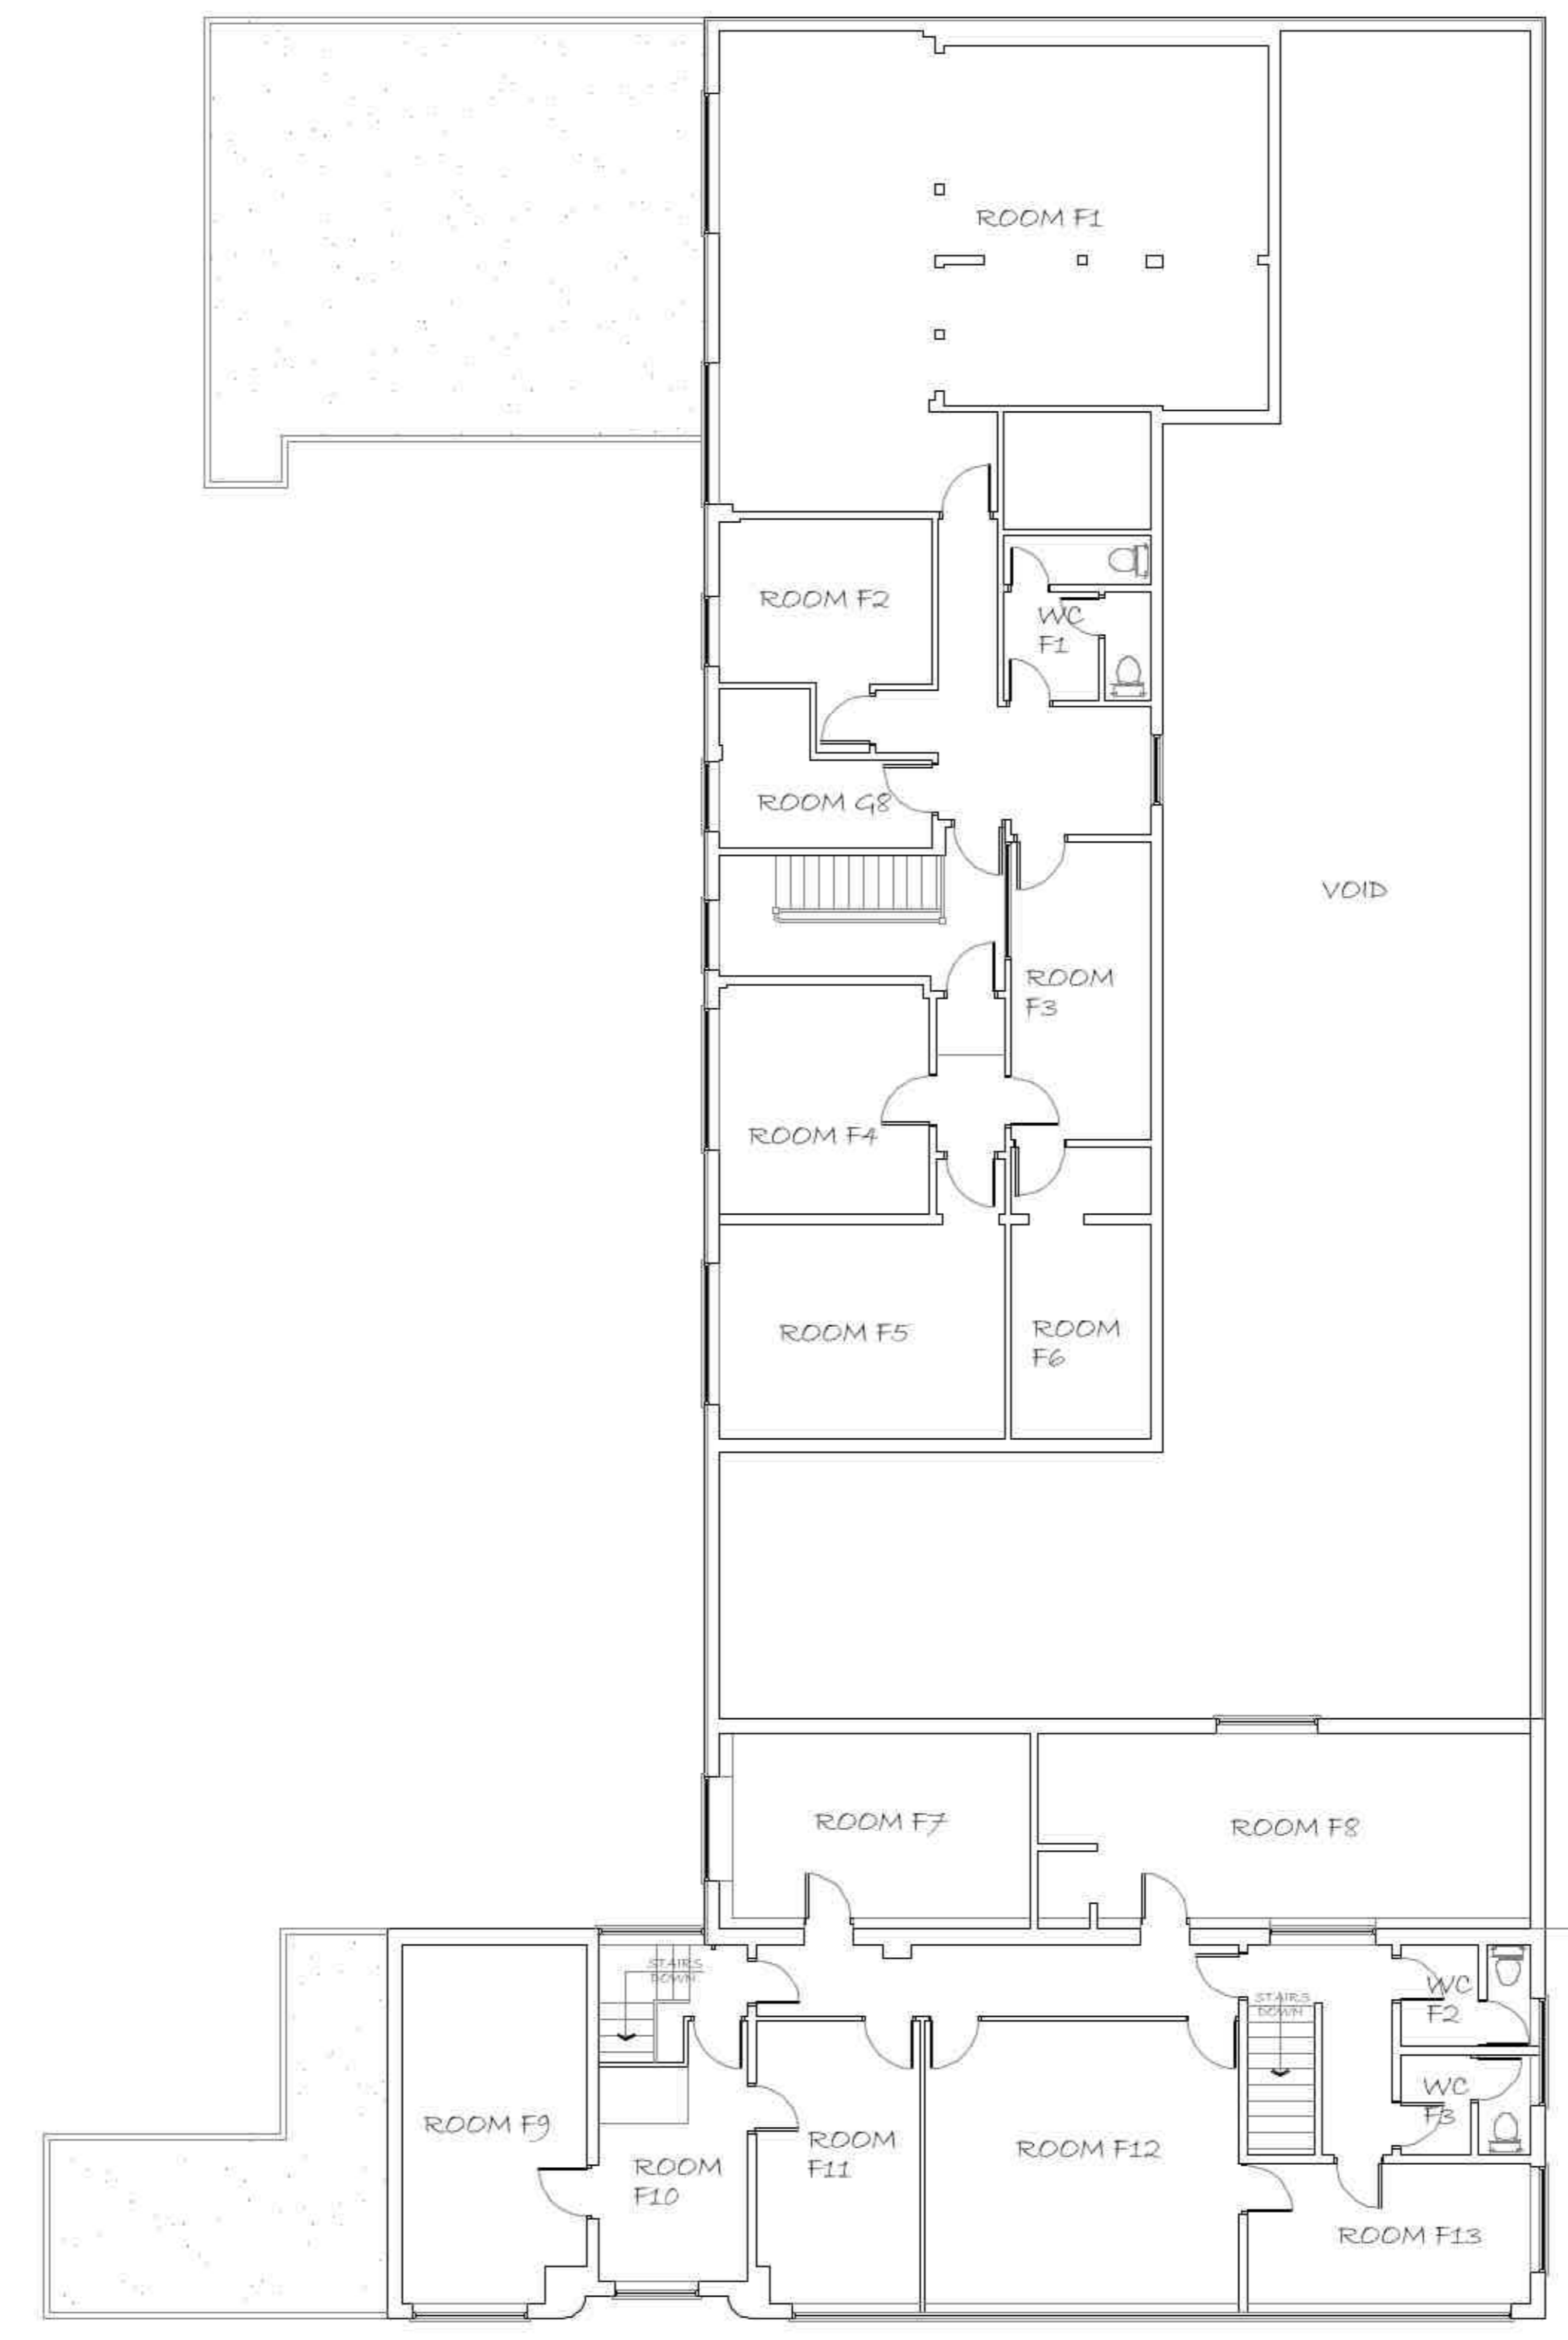 ROOM F1
ROOM F2
WC
F1
ROOM G8
VOID
ROOM
F3
ROOM F4
ROOM F5
ROOM
F6
ROOM F7
ROOM F8
STAIRS
DOWN
WC
F2
STAIRS
DOWN
WC
F3
ROOM F9
ROOM
F11
ROOM F12
ROOM
F10
ROOM F13